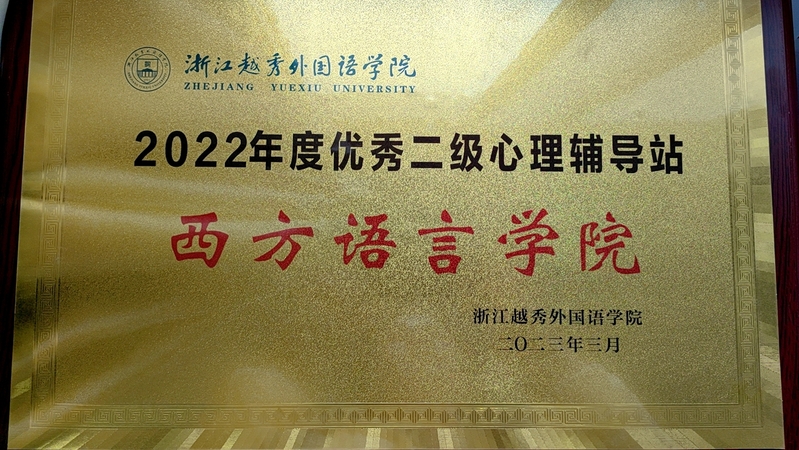 浙江越秀外国语学院
ZHEJIANG YUEXIU UNIVERSITY
2022年度优秀二级心理辅导站
西方语言学院
浙江越秀外国语学院
二〇二三年三月